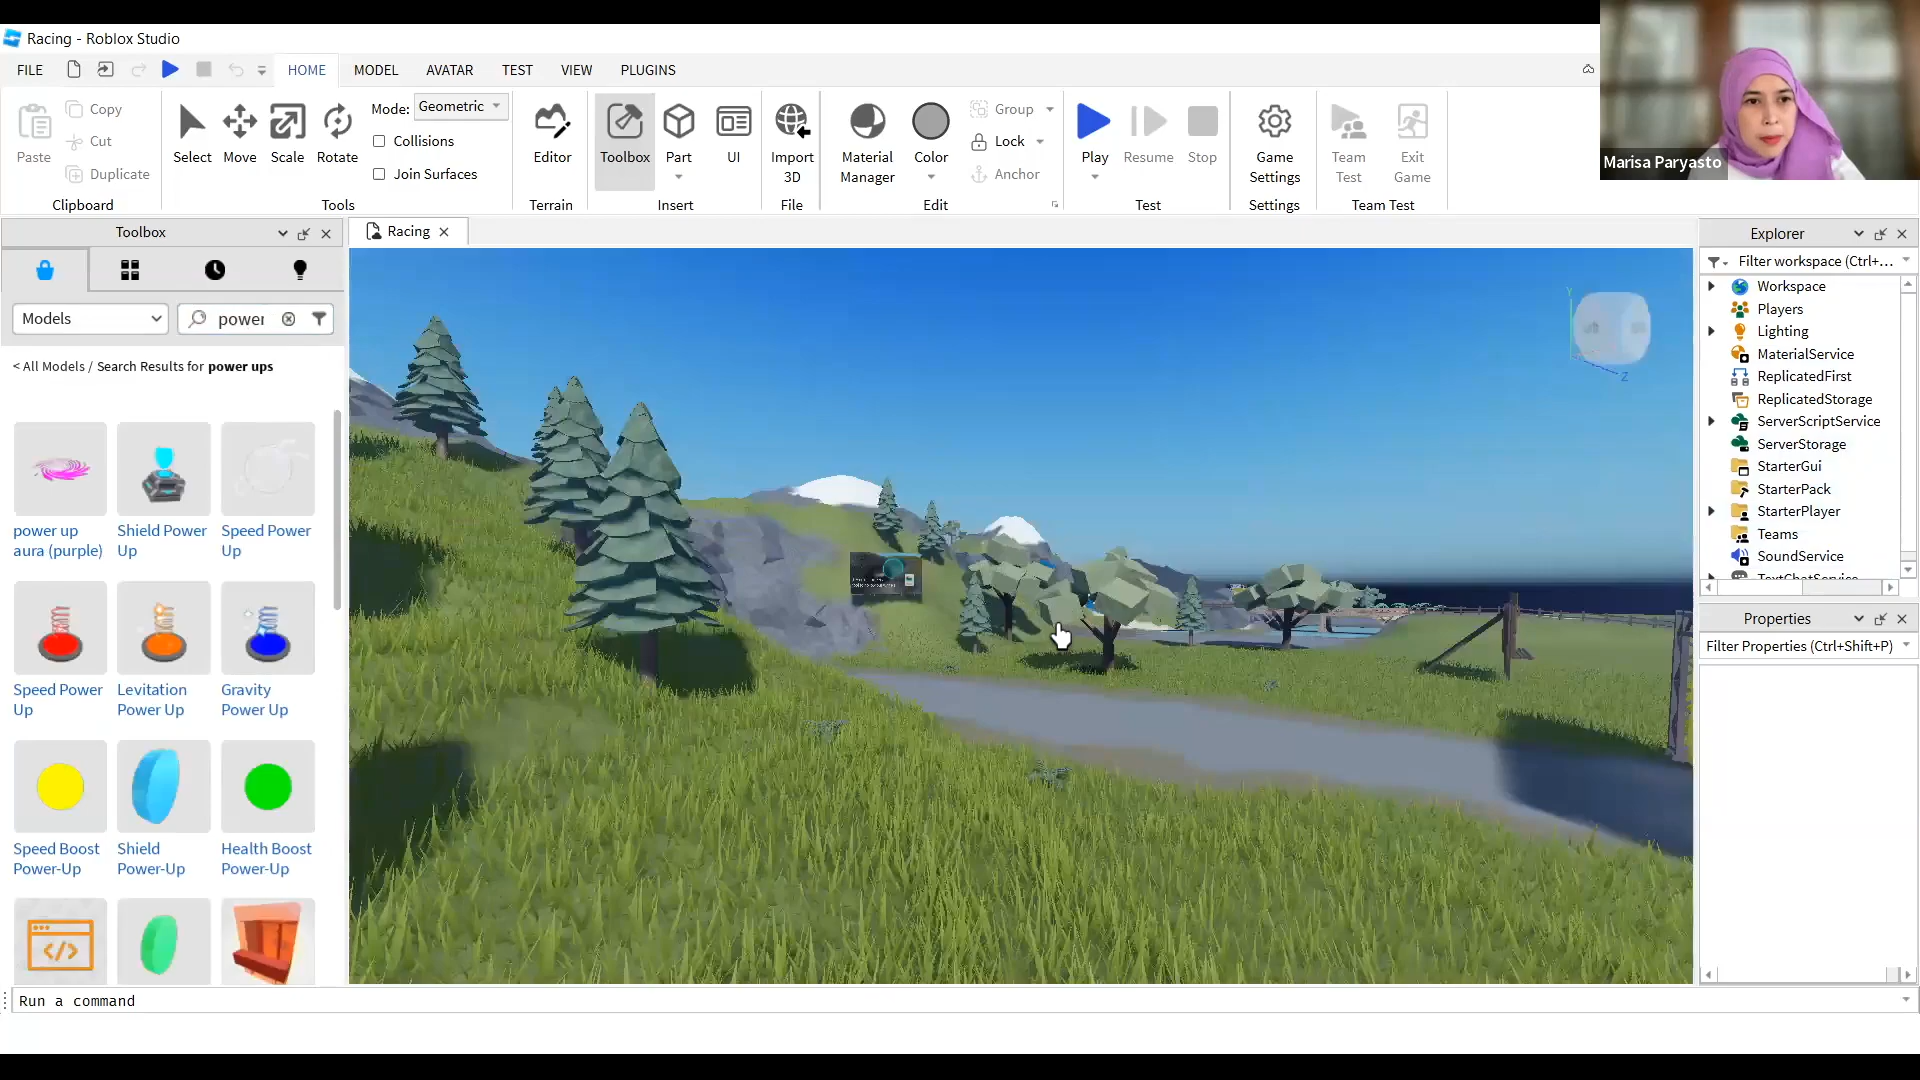 Racing - Roblox Studio
FILE
HOME
MODEL
AVATAR
TEST
VIEW
PLUGINS
Paste
Copy
Cut
Duplicate
Clipboard
Select
Move
Scale
Rotate
Mode:
Geometric
Collisions
Join Surfaces
Tools
Editor
Terrain
Toolbox
Part
UI
Insert
Import
3D
File
Material
Manager
Color
Group
Lock
Anchor
Edit
Play
Resume
Stop
Test
Game
Settings
Settings
Team
Test
Exit
Game
Team Test
Marisa Paryasto
Toolbox
Racing
Models
power
< All Models / Search Results for power ups
power up
aura (purple)
Shield Power
Up
Speed Power
Up
Speed Power
Up
Levitation
Power Up
Gravity
Power Up
Speed Boost
Power-Up
Shield
Power-Up
Health Boost
Power-Up
Y
Z
Explorer
Filter workspace (Ctrl+...
Workspace
Players
Lighting
MaterialService
ReplicatedFirst
ReplicatedStorage
ServerScriptService
ServerStorage
StarterGui
StarterPack
StarterPlayer
Teams
SoundService
TextChatService
Properties
Filter Properties (Ctrl+Shift+P)
Run a command